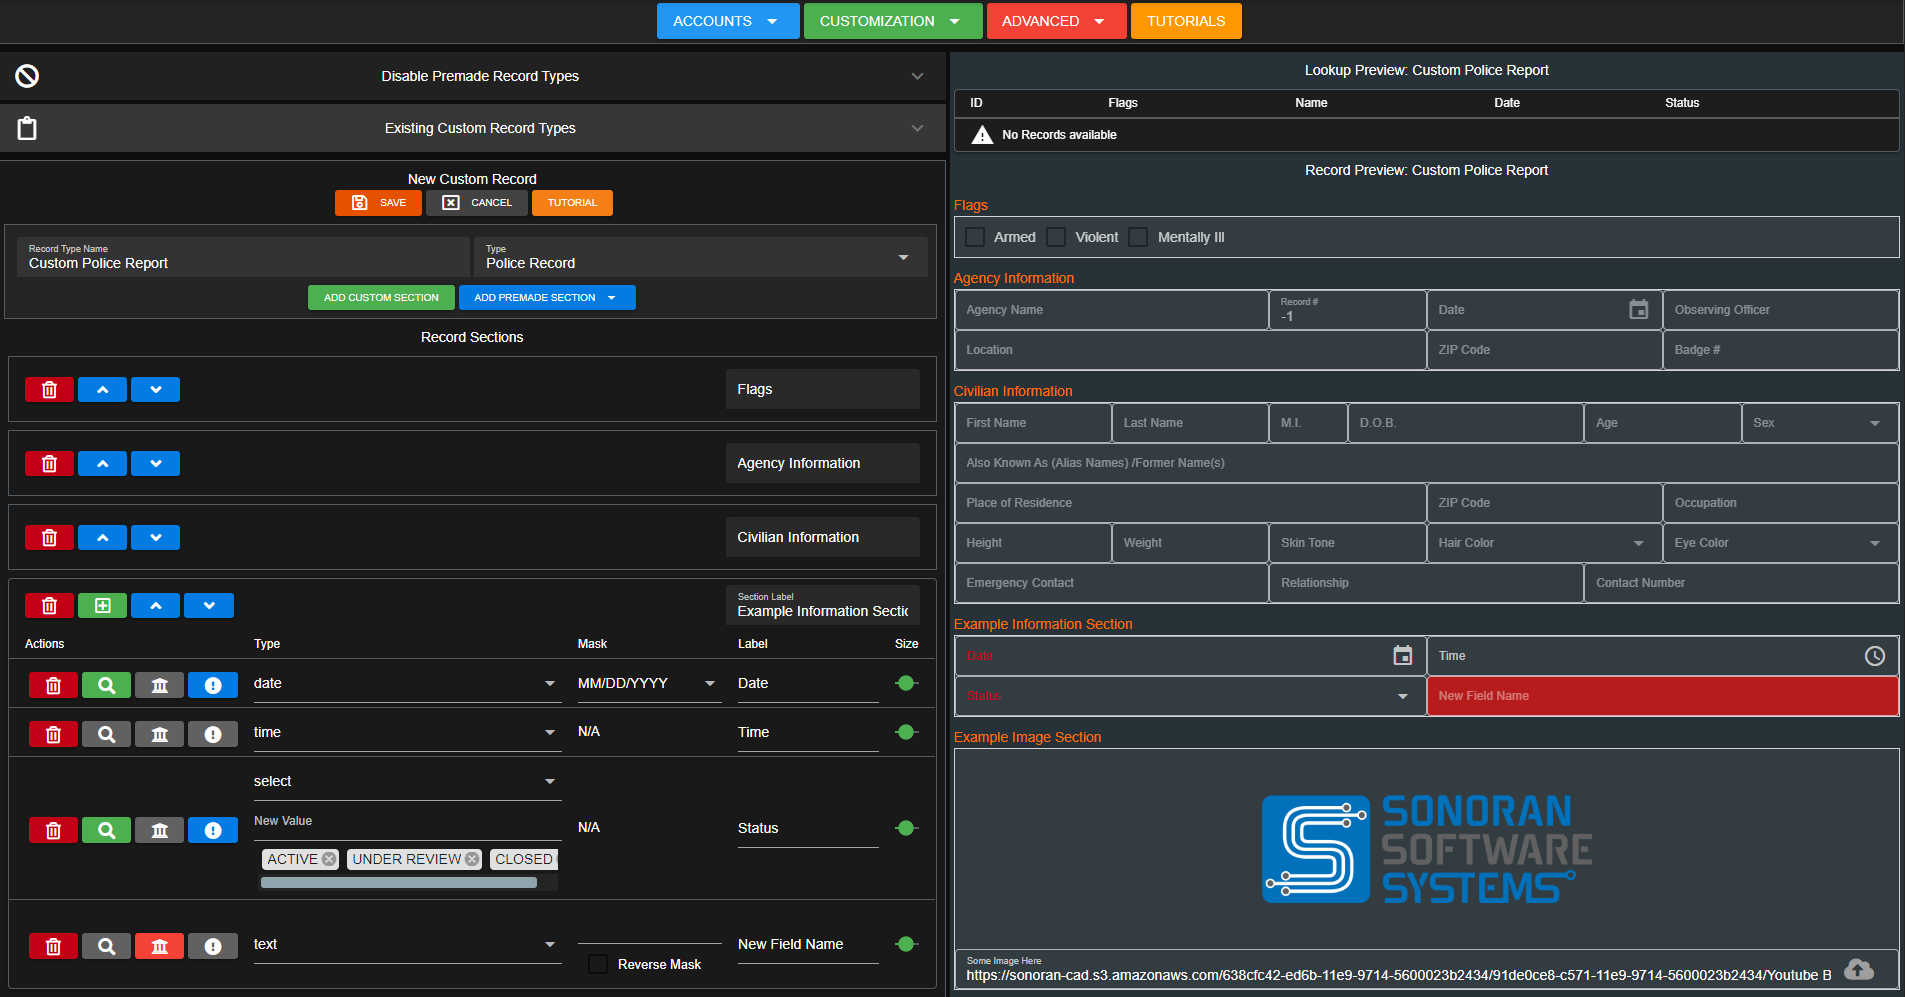 ACCOUNTS CUSTOMIZATION ADVANCED TUTORIALS
Disable Premade Record Types
Existing Custom Record Types
New Custom Record
SAVE CANCEL TUTORIAL
Record Type Name
Custom Police Report
Type
Police Record
ADD CUSTOM SECTION ADD PREMADE SECTION
Record Sections
Flags
Agency Information
Civilian Information
Section Label
Example Information Sectic
Actions Type Mask Label Size
date MM/DD/YYYY Date
time N/A Time
select
New Value
N/A Status
ACTIVE UNDER REVIEW CLOSED
text New Field Name
Reverse Mask
Lookup Preview: Custom Police Report
ID Flags Name Date Status
No Records available
Record Preview: Custom Police Report
Flags
Armed Violent Mentally Ill
Agency Information
Agency Name Record # -1 Date Observing Officer
Location ZIP Code Badge #
Civilian Information
First Name Last Name M.I. D.O.B. Age Sex
Also Known As (Alias Names) /Former Name(s)
Place of Residence ZIP Code Occupation
Height Weight Skin Tone Hair Color Eye Color
Emergency Contact Relationship Contact Number
Example Information Section
Date Time
Status New Field Name
Example Image Section
SONORAN
SOFTWARE
SYSTEMS
Some Image Here
https://sonoran-cad.s3.amazonaws.com/638cfc42-ed6b-11e9-9714-5600023b2434/91de0ce8-c571-11e9-9714-5600023b2434/Youtube B